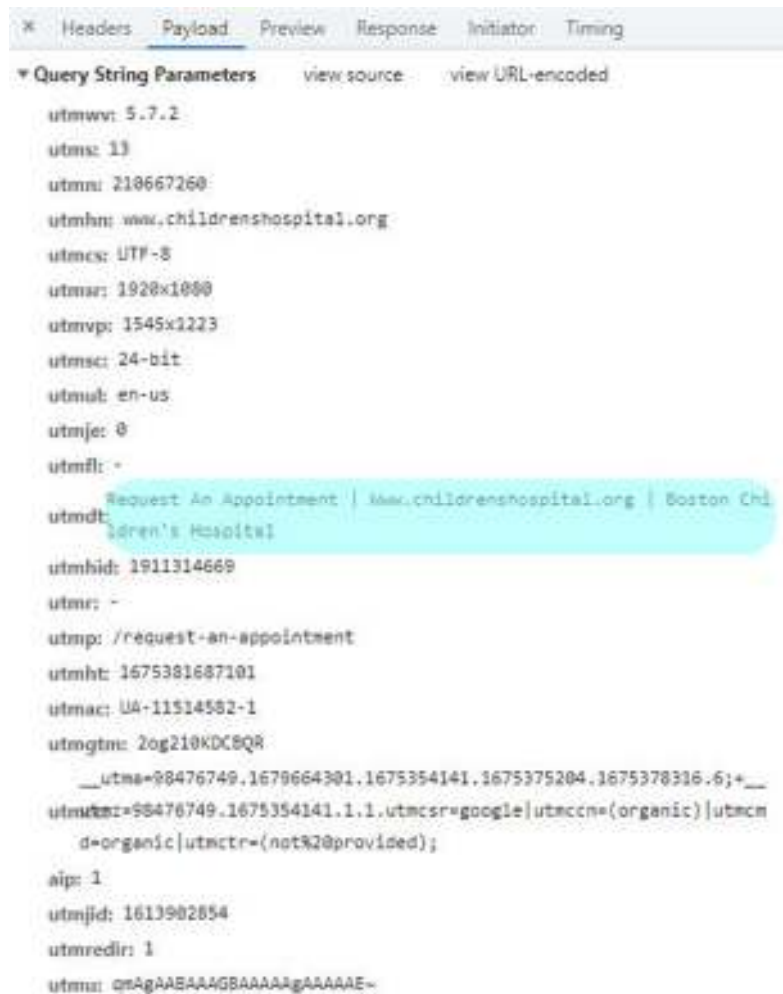 × Headers Payload Preview Response Initiator Timing
▼ Query String Parameters view source view URL-encoded
utmwv: 5.7.2
utms: 13
utmn: 210667260
utmhn: www.childrenshospital.org
utmcs: UTF-8
utmsr: 1920x1080
utmvp: 1545x1223
utmsc: 24-bit
utmul: en-us
utmje: 0
utmfl: -
utmdt: Request An Appointment | www.childrenshospital.org | Boston Chi
ldren's Hospital
utmhid: 1911314669
utmr: -
utmp: /request-an-appointment
utmht: 1675381687101
utmac: UA-11514582-1
utmgtm: 2og210KDCBQR
__utma=98476749.1679664301.1675354141.1675375204.1675378316.6;+__
utmz=98476749.1675354141.1.1.utmcsr=google|utmccn=(organic)|utmcm
d=organic|utmctr=(not%20provided);
aip: 1
utmjid: 1613902854
utmredir: 1
utmu: